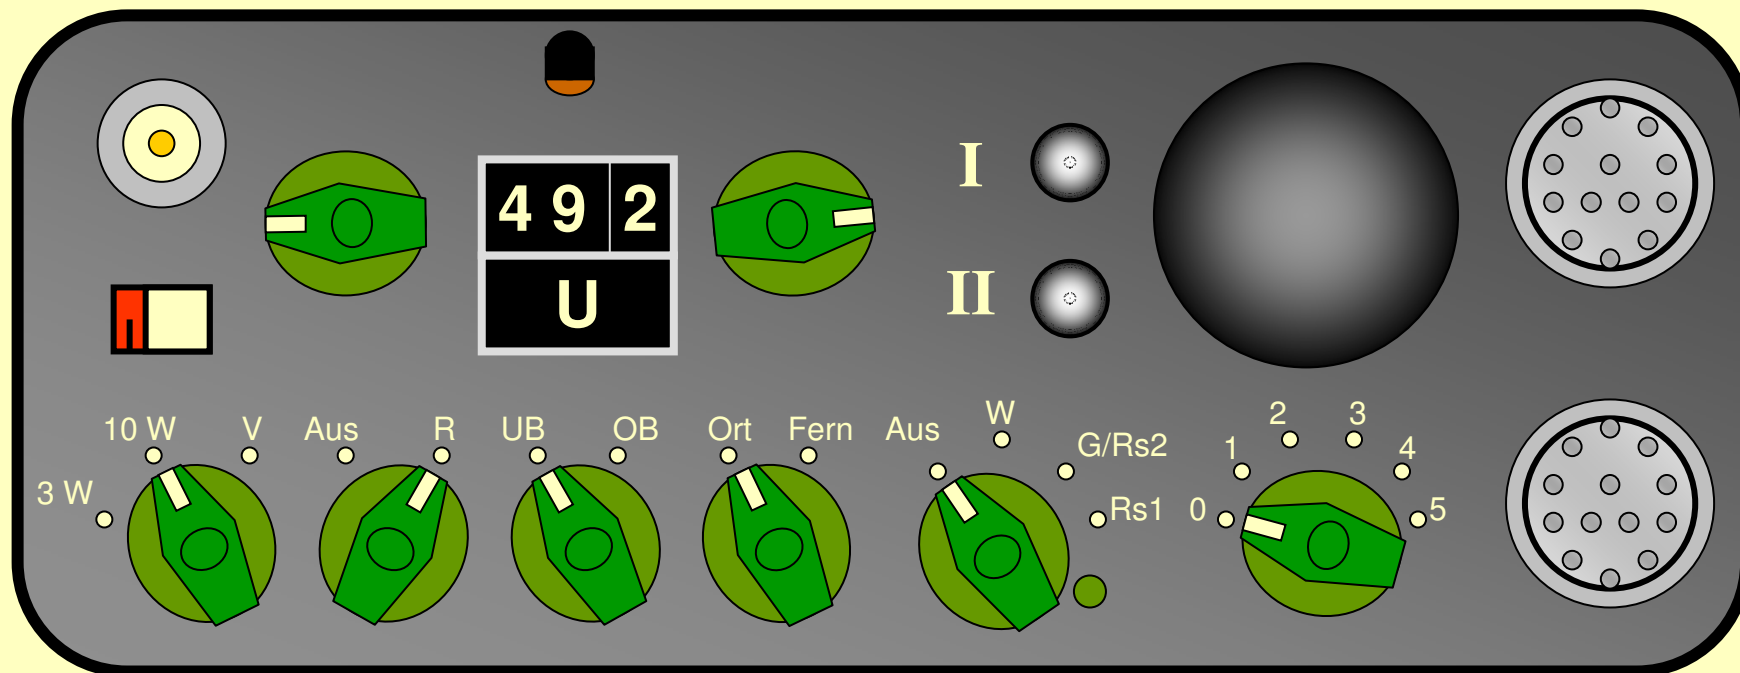 4 9 2
U
I
II
10 W V Aus R UB OB Ort Fern Aus W G/Rs2
3 W Rs1
0 1 2 3 4 5